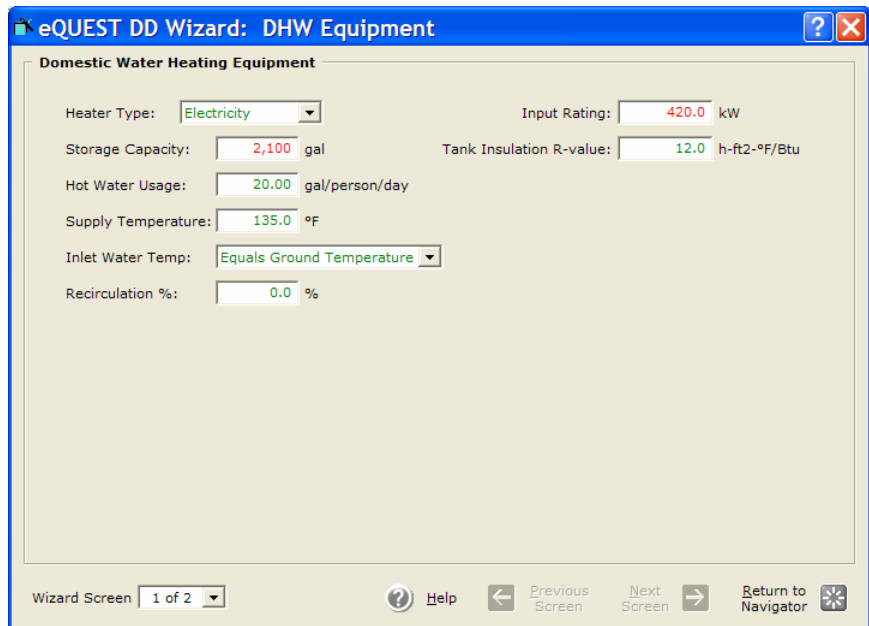 eQUEST DD Wizard: DHW Equipment
Domestic Water Heating Equipment
Heater Type: Electricity Input Rating: 420.0 kW
Storage Capacity: 2,100 gal Tank Insulation R-value: 12.0 h-ft2-°F/Btu
Hot Water Usage: 20.00 gal/person/day
Supply Temperature: 135.0 °F
Inlet Water Temp: Equals Ground Temperature
Recirculation %: 0.0 %
Wizard Screen 1 of 2 ? Help Previous Screen Next Screen Return to Navigator